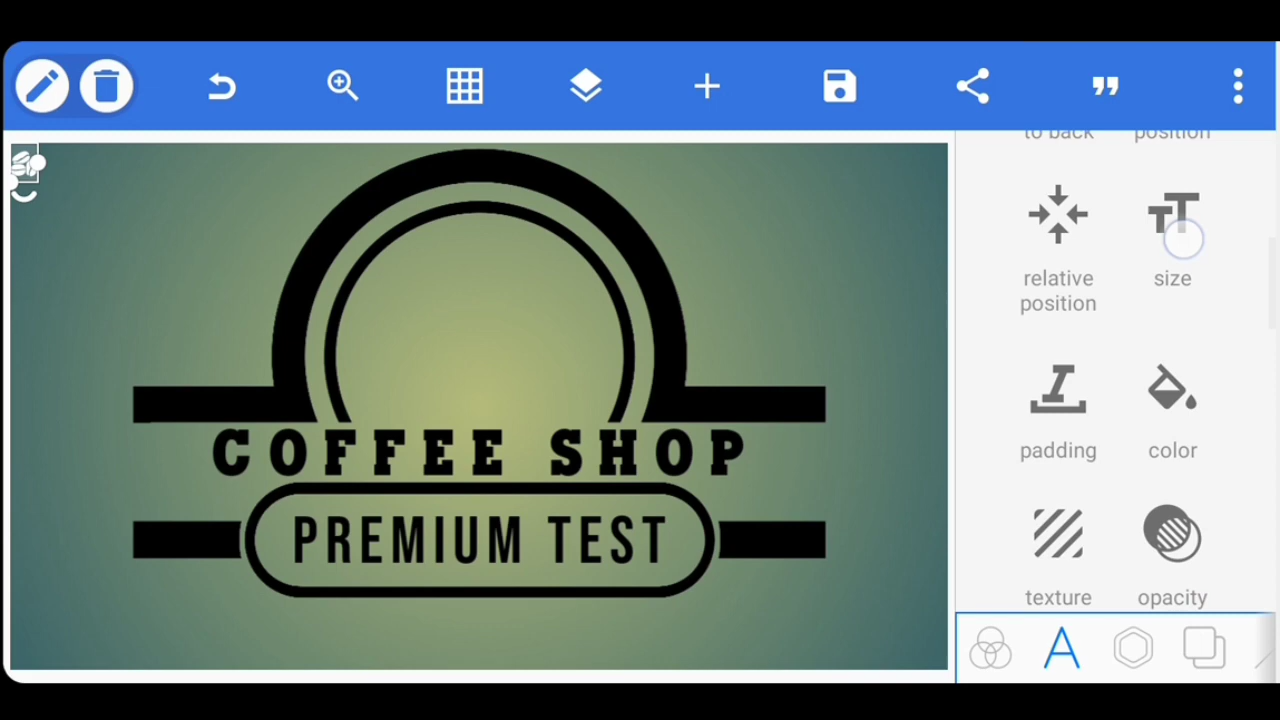 to back position
relative position
size
padding
color
texture
opacity
COFFEE SHOP
PREMIUM TEST